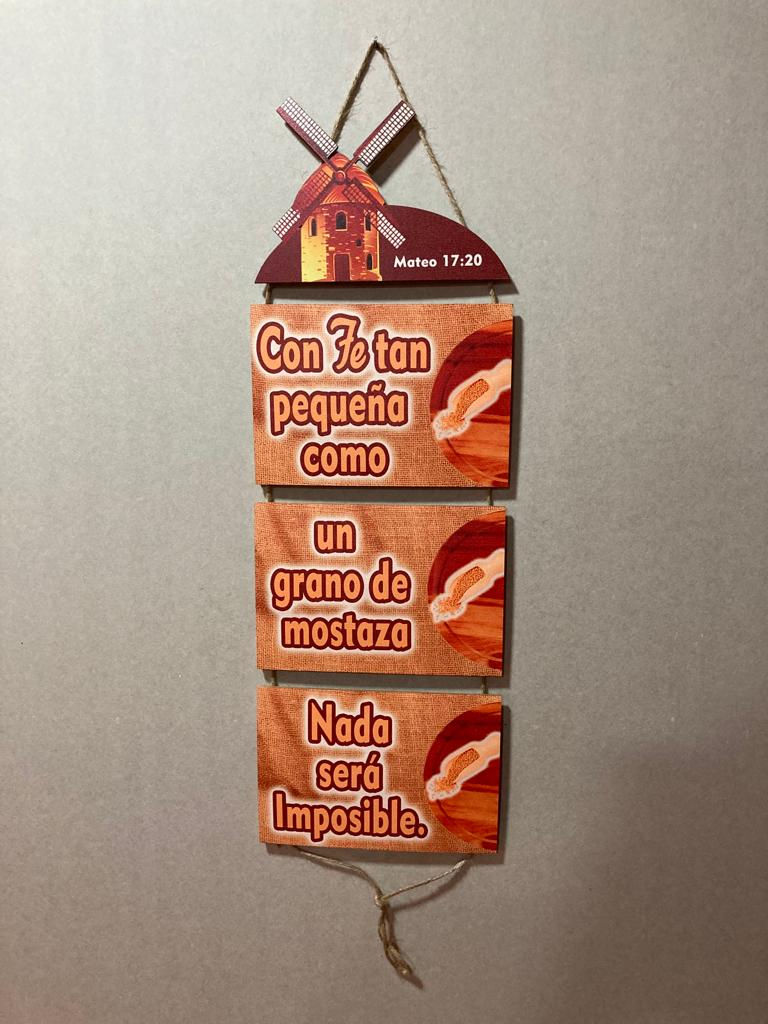 Mateo 17:20
Con Fe tan
pequeña
como
un
grano de
mostaza
Nada
será
Imposible.